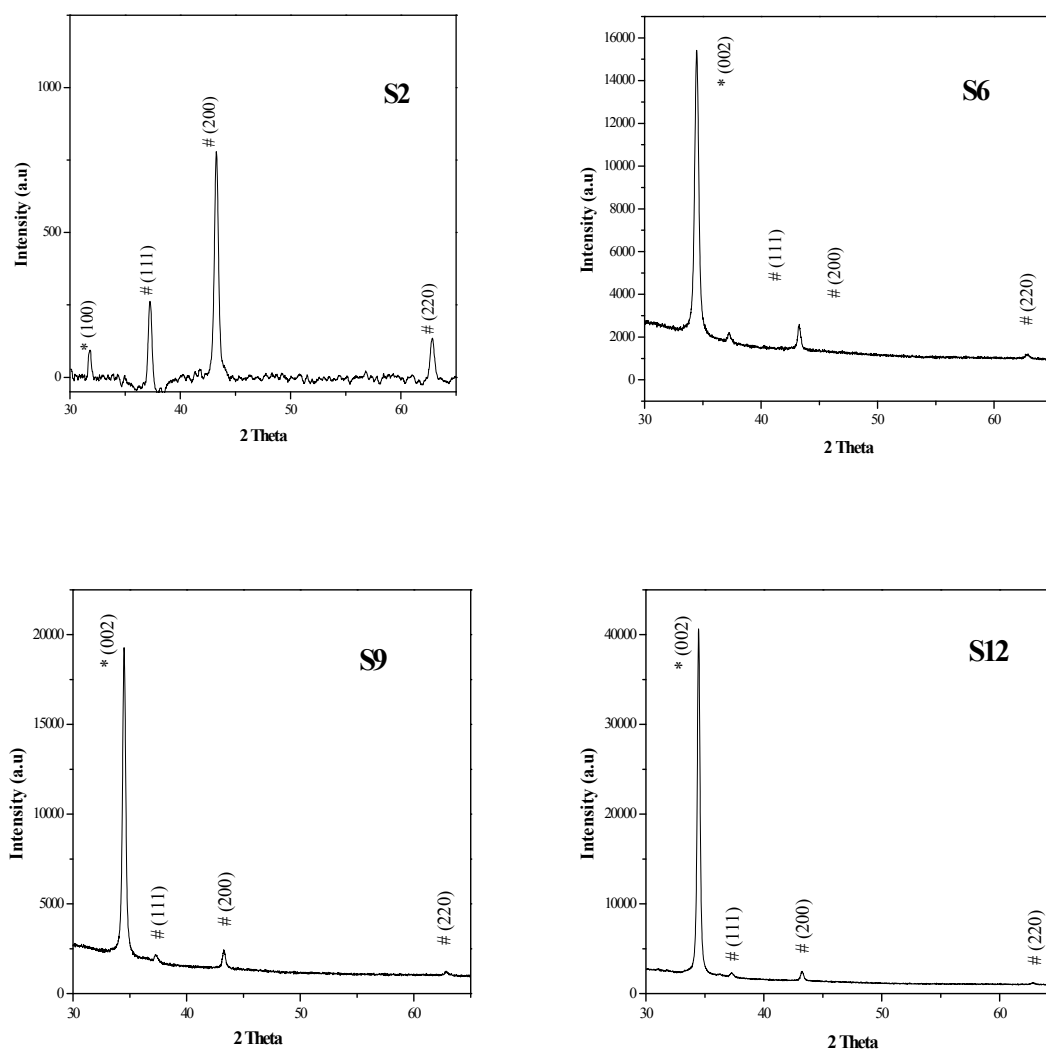 S2
* (100)
# (111)
# (200)
# (220)
1000
500
0
30 40 50 60
Intensity (a.u)
2 Theta
S6
* (002)
# (111)
# (200)
# (220)
16000
14000
12000
10000
8000
6000
4000
2000
0
30 40 50 60
Intensity (a.u)
2 Theta
S9
* (002)
# (111)
# (200)
# (220)
20000
15000
10000
5000
0
30 40 50 60
Intensity (a.u)
2 Theta
S12
* (002)
# (111)
# (200)
# (220)
40000
30000
20000
10000
0
30 40 50 60
Intensity (a.u)
2 Theta